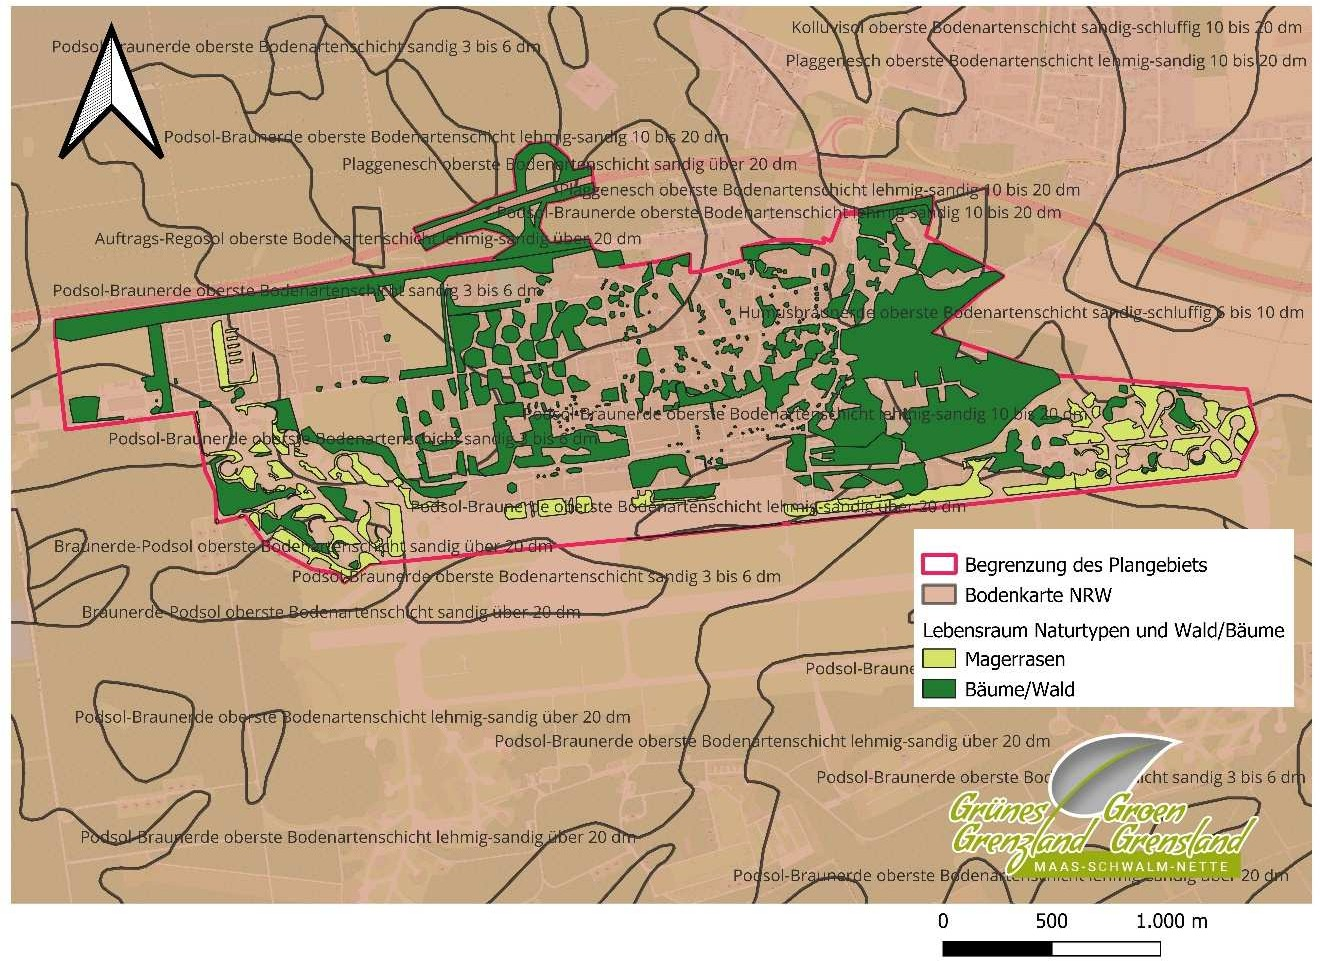 Kolluvisol oberste Bodenartenschicht sandig-schluffig 10 bis 20 dm
Podsol-Braunerde oberste Bodenartenschicht sandig 3 bis 6 dm
Plaggenesch oberste Bodenartenschicht lehmig-sandig 10 bis 20 dm
Podsol-Braunerde oberste Bodenartenschicht lehmig-sandig 10 bis 20 dm
Plaggenesch oberste Bodenartenschicht sandig über 20 dm
Plaggenesch oberste Bodenartenschicht lehmig-sandig 10 bis 20 dm
Podsol-Braunerde oberste Bodenartenschicht lehmig-sandig 10 bis 20 dm
Auftrags-Regosol oberste Bodenartenschicht lehmig-sandig über 20 dm
Podsol-Braunerde oberste Bodenartenschicht sandig 3 bis 6 dm
Humusbraunerde oberste Bodenartenschicht sandig-schluffig 6 bis 10 dm
Podsol-Braunerde oberste Bodenartenschicht lehmig-sandig 10 bis 20 dm
Podsol-Braunerde oberste Bodenartenschicht sandig 3 bis 6 dm
Podsol-Braunerde oberste Bodenartenschicht lehmig-sandig über 20 dm
Braunerde-Podsol oberste Bodenartenschicht sandig über 20 dm
Podsol-Braunerde oberste Bodenartenschicht sandig 3 bis 6 dm
Braunerde-Podsol oberste Bodenartenschicht sandig über 20 dm
Begrenzung des Plangebiets
Bodenkarte NRW
Lebensraum Naturtypen und Wald/Bäume
Magerrasen
Bäume/Wald
Podsol-Braune
Podsol-Braunerde oberste Bodenartenschicht lehmig-sandig über 20 dm
Podsol-Braunerde oberste Bodenartenschicht lehmig-sandig über 20 dm
Podsol-Braunerde oberste Bod icht sandig 3 bis 6 dm
Podsol-Braunerde oberste Bodenartenschicht lehmig-sandig über 20 dm
Podsol-Braunerde oberste Bodenartenschicht lehmig-sandig über 20 dm
Grünes Groen
Grenzland Grensland
MAAS-SCHWALM-NETTE
0 500 1.000 m